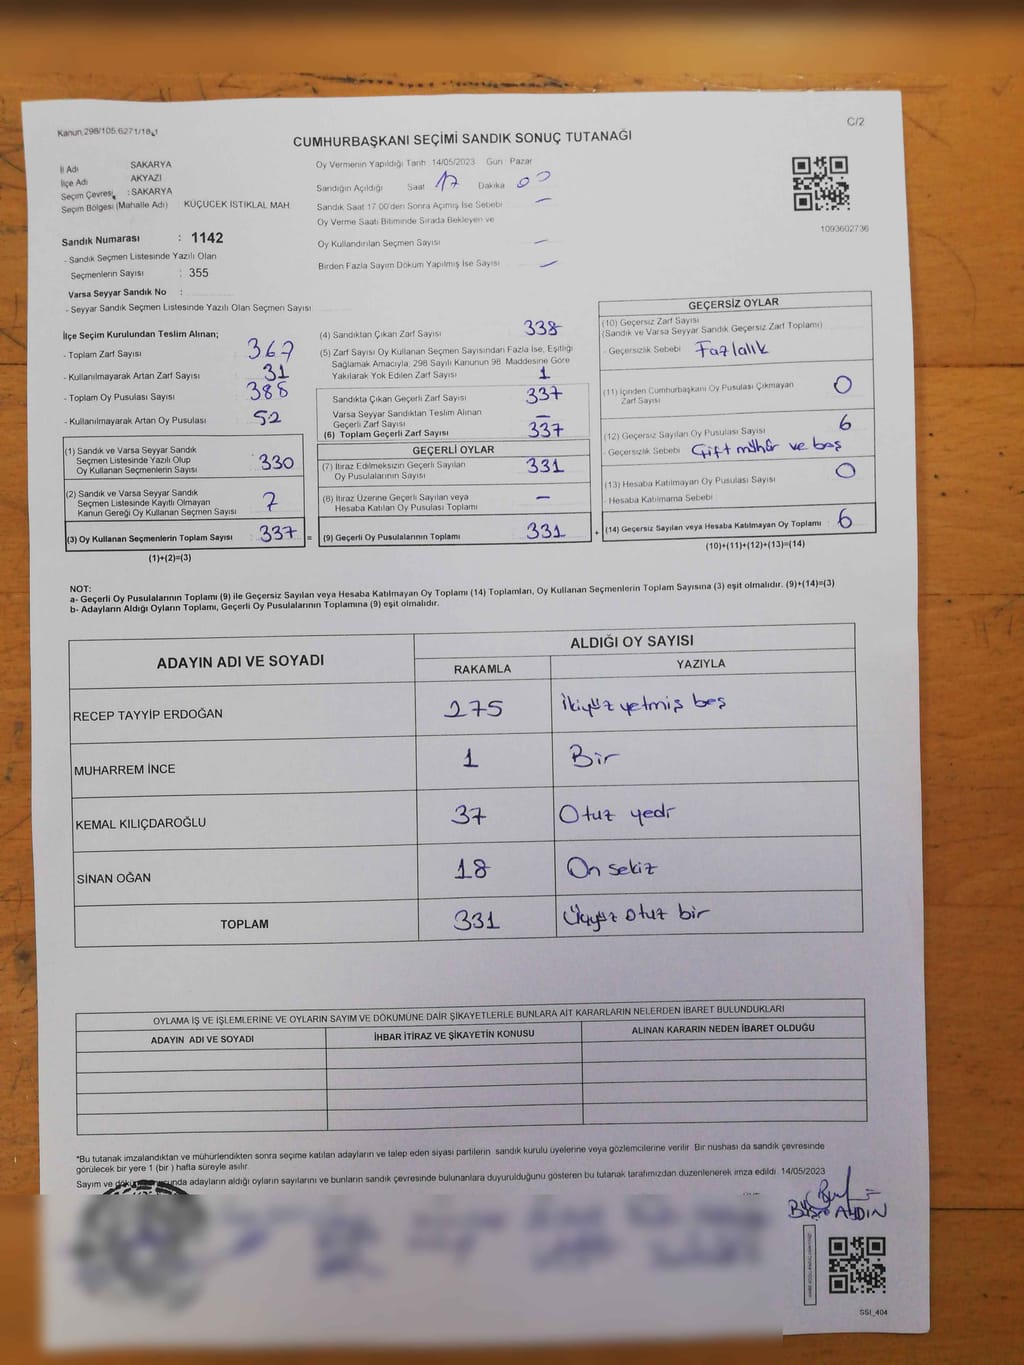 Kanun.298/105,6271/18,1
C/2
CUMHURBAŞKANI SEÇİMİ SANDIK SONUÇ TUTANAĞI
İl Adı SAKARYA
İlçe Adı AKYAZI
Seçim Çevresi : SAKARYA
Seçim Bölgesi (Mahalle Adı) KÜÇÜCEK İSTİKLAL MAH.
Oy Vermenin Yapıldığı Tarih 14/05/2023 Gün Pazar
Sandığın Açıldığı Saat 17 Dakika 00
Sandık Saat 17.00'den Sonra Açılmış İse Sebebi —
Oy Verme Saati Bitiminde Sırada Bekleyen ve
Oy Kullandırılan Seçmen Sayısı —
Birden Fazla Sayım Döküm Yapılmış İse Sayısı —
1093602736
Sandık Numarası : 1142
- Sandık Seçmen Listesinde Yazılı Olan
Seçmenlerin Sayısı : 355
Varsa Seyyar Sandık No :
- Seyyar Sandık Seçmen Listesinde Yazılı Olan Seçmen Sayısı
İlçe Seçim Kurulundan Teslim Alınan;
- Toplam Zarf Sayısı 367
- Kullanılmayarak Artan Zarf Sayısı 31
- Toplam Oy Pusulası Sayısı 388
- Kullanılmayarak Artan Oy Pusulası 52
(1) Sandık ve Varsa Seyyar Sandık
Seçmen Listesinde Yazılı Olup
Oy Kullanan Seçmenlerin Sayısı 330
(2) Sandık ve Varsa Seyyar Sandık
Seçmen Listesinde Kayıtlı Olmayan
Kanun Gereği Oy Kullanan Seçmen Sayısı 7
(3) Oy Kullanan Seçmenlerin Toplam Sayısı 337 =
(1)+(2)=(3)
(4) Sandıktan Çıkan Zarf Sayısı 338
(5) Zarf Sayısı Oy Kullanan Seçmen Sayısından Fazla İse, Eşitliği
Sağlamak Amacıyla; 298 Sayılı Kanunun 98. Maddesine Göre
Yakılarak Yok Edilen Zarf Sayısı 1
Sandıkta Çıkan Geçerli Zarf Sayısı 337
Varsa Seyyar Sandıktan Teslim Alınan
Geçerli Zarf Sayısı —
(6) Toplam Geçerli Zarf Sayısı 337
GEÇERLİ OYLAR
(7) İtiraz Edilmeksizin Geçerli Sayılan
Oy Pusulalarının Sayısı 331
(8) İtiraz Üzerine Geçerli Sayılan veya
Hesaba Katılan Oy Pusulası Toplamı —
(9) Geçerli Oy Pusulalarının Toplamı 331 +
GEÇERSİZ OYLAR
(10) Geçersiz Zarf Sayısı
(Sandık ve Varsa Seyyar Sandık Geçersiz Zarf Toplamı)
- Geçersizlik Sebebi Fazlalık
(11) İçinden Cumhurbaşkanı Oy Pusulası Çıkmayan
Zarf Sayısı 0
(12) Geçersiz Sayılan Oy Pusulası Sayısı 6
- Geçersizlik Sebebi Çift mühür ve boş
(13) Hesaba Katılmayan Oy Pusulası Sayısı 0
- Hesaba Katılmama Sebebi
(14) Geçersiz Sayılan veya Hesaba Katılmayan Oy Toplamı : 6
(10)+(11)+(12)+(13)=(14)
NOT:
a- Geçerli Oy Pusulalarının Toplamı (9) ile Geçersiz Sayılan veya Hesaba Katılmayan Oy Toplamı (14) Toplamları, Oy Kullanan Seçmenlerin Toplam Sayısına (3) eşit olmalıdır. (9)+(14)=(3)
b- Adayların Aldığı Oyların Toplamı, Geçerli Oy Pusulalarının Toplamına (9) eşit olmalıdır.
ADAYIN ADI VE SOYADI ALDIĞI OY SAYISI
RAKAMLA YAZIYLA
RECEP TAYYİP ERDOĞAN 275 İkiyüz yetmiş beş
MUHARREM İNCE 1 Bir
KEMAL KILIÇDAROĞLU 37 Otuz yedi
SİNAN OĞAN 18 On sekiz
TOPLAM 331 Üçyüz otuz bir
OYLAMA İŞ VE İŞLEMLERİNE VE OYLARIN SAYIM VE DÖKÜMÜNE DAİR ŞİKAYETLERLE BUNLARA AİT KARARLARIN NELERDEN İBARET BULUNDUKLARI
ADAYIN ADI VE SOYADI İHBAR İTİRAZ VE ŞİKAYETİN KONUSU ALINAN KARARIN NEDEN İBARET OLDUĞU
*Bu tutanak imzalandıktan ve mühürlendikten sonra seçime katılan adayların ve talep eden siyasi partilerin sandık kurulu üyelerine veya gözlemcilerine verilir. Bir nüshası da sandık çevresinde
görülecek bir yere 1 (bir ) hafta süreyle asılır.
Sayım ve unda adayların aldığı oyların sayılarını ve bunların sandık çevresinde bulunanlara duyurulduğunu gösteren bu tutanak tarafımızdan düzenlenerek imza edildi. 14/05/2023
AYDIN
SSI_404